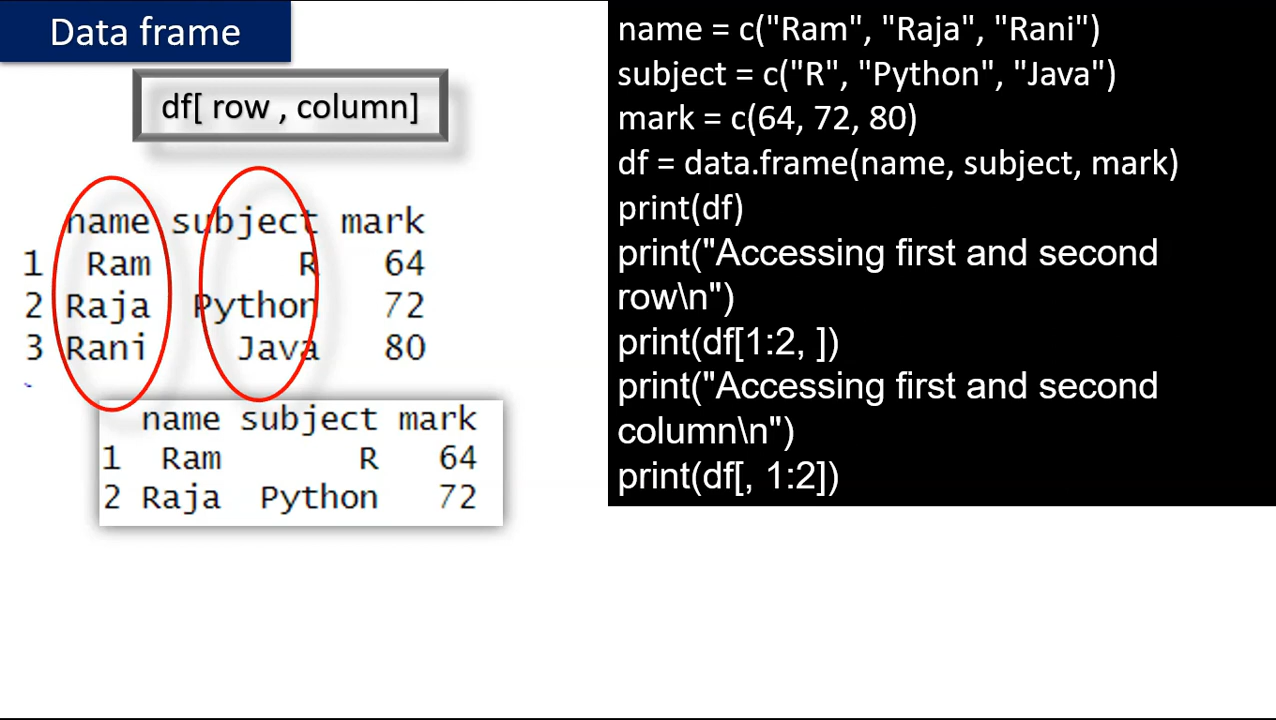 Data frame
df[ row , column]
name subject mark
1 Ram R 64
2 Raja Python 72
3 Rani Java 80
name subject mark
1 Ram R 64
2 Raja Python 72
name = c("Ram", "Raja", "Rani")
subject = c("R", "Python", "Java")
mark = c(64, 72, 80)
df = data.frame(name, subject, mark)
print(df)
print("Accessing first and second
row\n")
print(df[1:2, ])
print("Accessing first and second
column\n")
print(df[, 1:2])